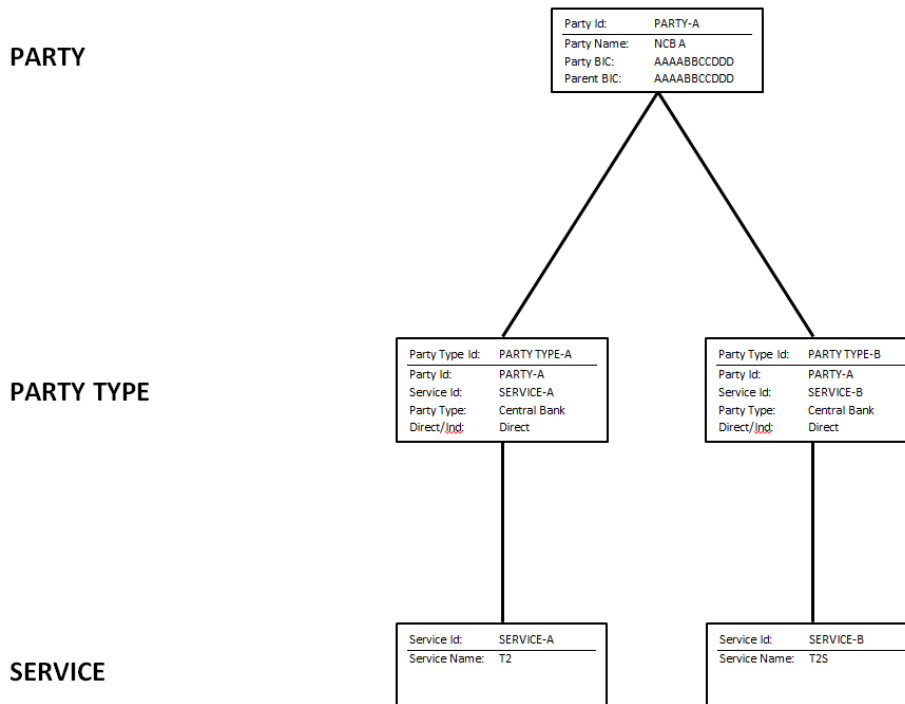 PARTY
Party Id: PARTY-A
Party Name: NCB A
Party BIC: AAAABBCCDDD
Parent BIC: AAAABBCCDDD
PARTY TYPE
Party Type Id: PARTY TYPE-A
Party Id: PARTY-A
Service Id: SERVICE-A
Party Type: Central Bank
Direct/Ind: Direct
Party Type Id: PARTY TYPE-B
Party Id: PARTY-A
Service Id: SERVICE-B
Party Type: Central Bank
Direct/Ind: Direct
SERVICE
Service Id: SERVICE-A
Service Name: T2
Service Id: SERVICE-B
Service Name: T2S